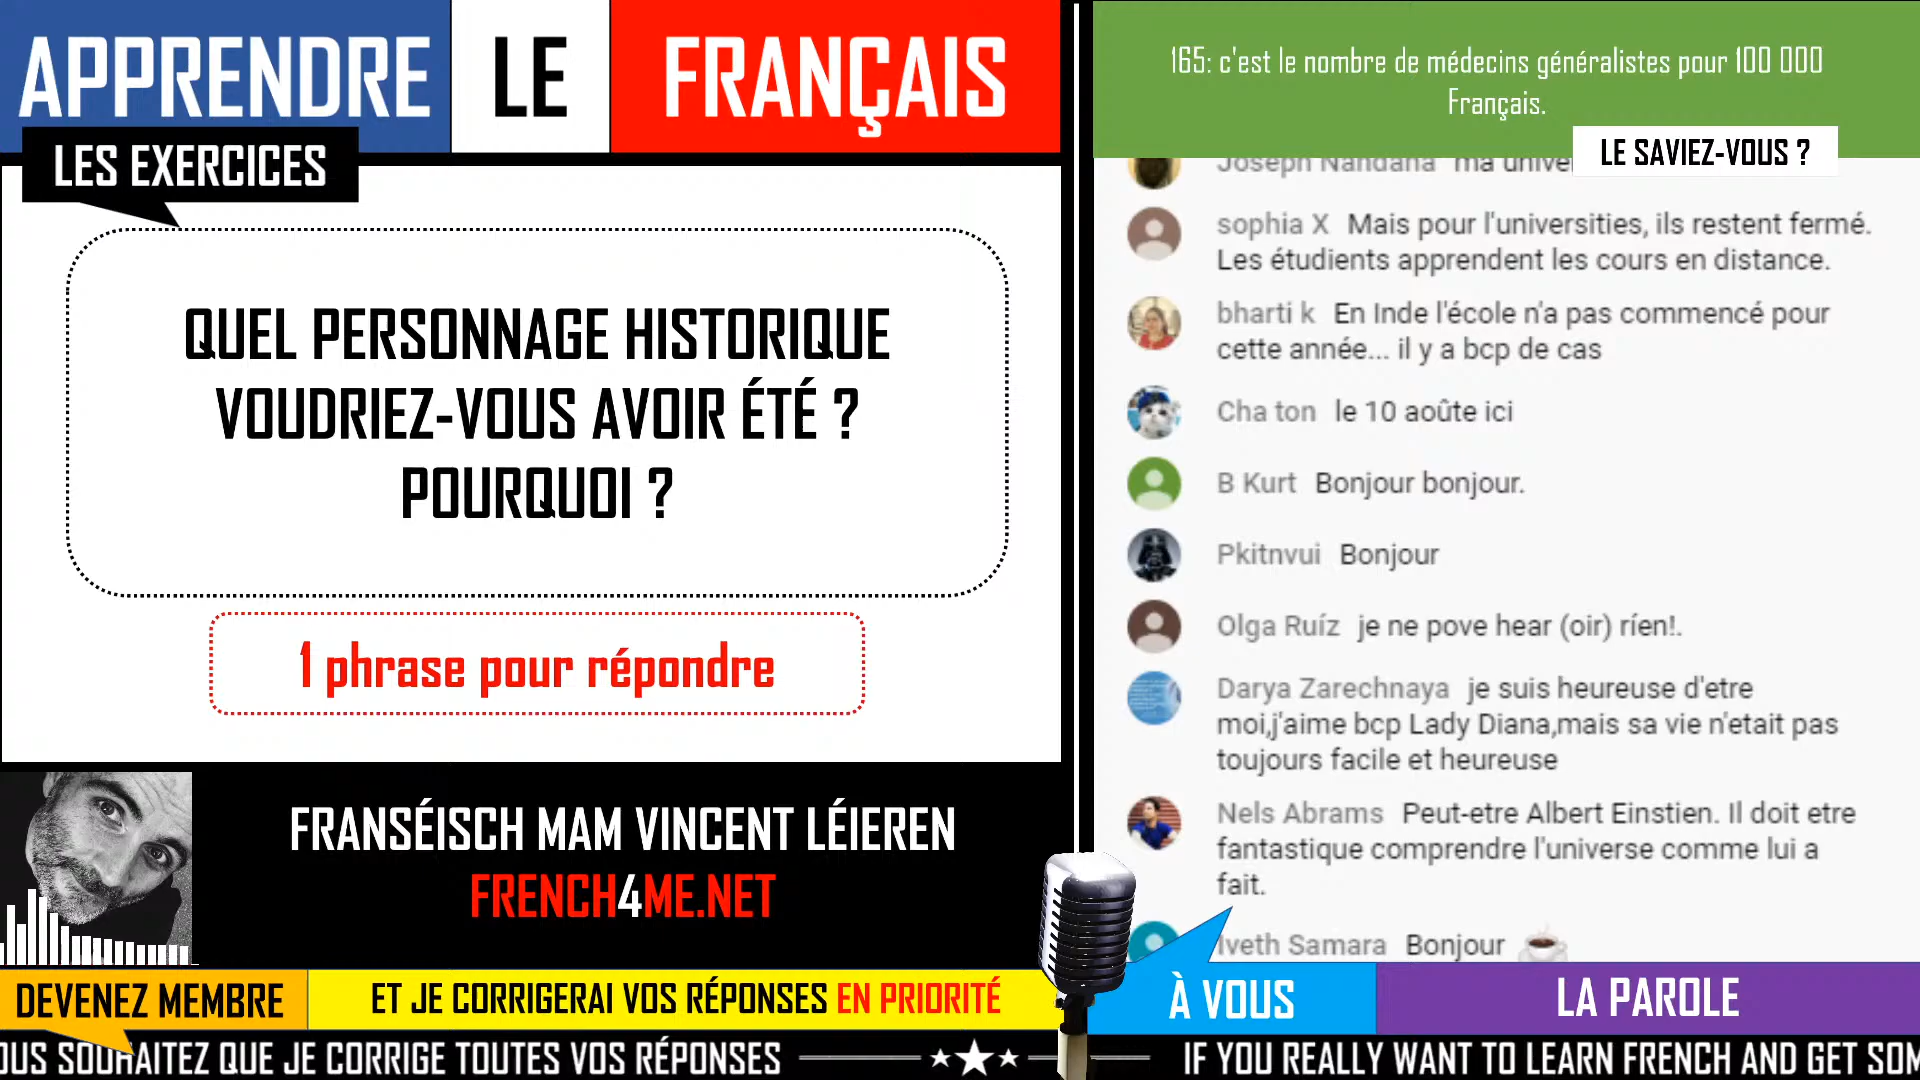 APPRENDRE LE FRANÇAIS
LES EXERCICES
QUEL PERSONNAGE HISTORIQUE
VOUDRIEZ-VOUS AVOIR ÉTÉ ?
POURQUOI ?
1 phrase pour répondre
FRANSÉISCH MAM VINCENT LÉIEREN
FRENCH4ME.NET
DEVENEZ MEMBRE
ET JE CORRIGERAI VOS RÉPONSES EN PRIORITÉ
165: c'est le nombre de médecins généralistes pour 100 000
Français.
LE SAVIEZ-VOUS ?
Joseph Nandana ma unive
sophia X Mais pour l'universities, ils restent fermé.
Les étudients apprendent les cours en distance.
bharti k En Inde l'école n'a pas commencé pour
cette année... il y a bcp de cas
Cha ton le 10 aoûte ici
B Kurt Bonjour bonjour.
Pkitnvui Bonjour
Olga Ruíz je ne pove hear (oir) ríen!.
Darya Zarechnaya je suis heureuse d'etre
moi,j'aime bcp Lady Diana,mais sa vie n'etait pas
toujours facile et heureuse
Nels Abrams Peut-etre Albert Einstien. Il doit etre
fantastique comprendre l'universe comme lui a
fait.
Iveth Samara Bonjour
À VOUS
LA PAROLE
OUS SOUHAITEZ QUE JE CORRIGE TOUTES VOS RÉPONSES
IF YOU REALLY WANT TO LEARN FRENCH AND GET SOM